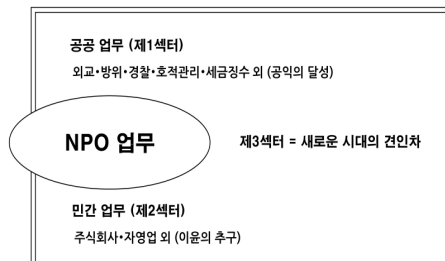 공공 업무 (제1섹터)
외교•방위•경찰•호적관리•세금징수 외 (공익의 달성)
NPO 업무
제3섹터 = 새로운 시대의 견인차
민간 업무 (제2섹터)
주식회사•자영업 외 (이윤의 추구)